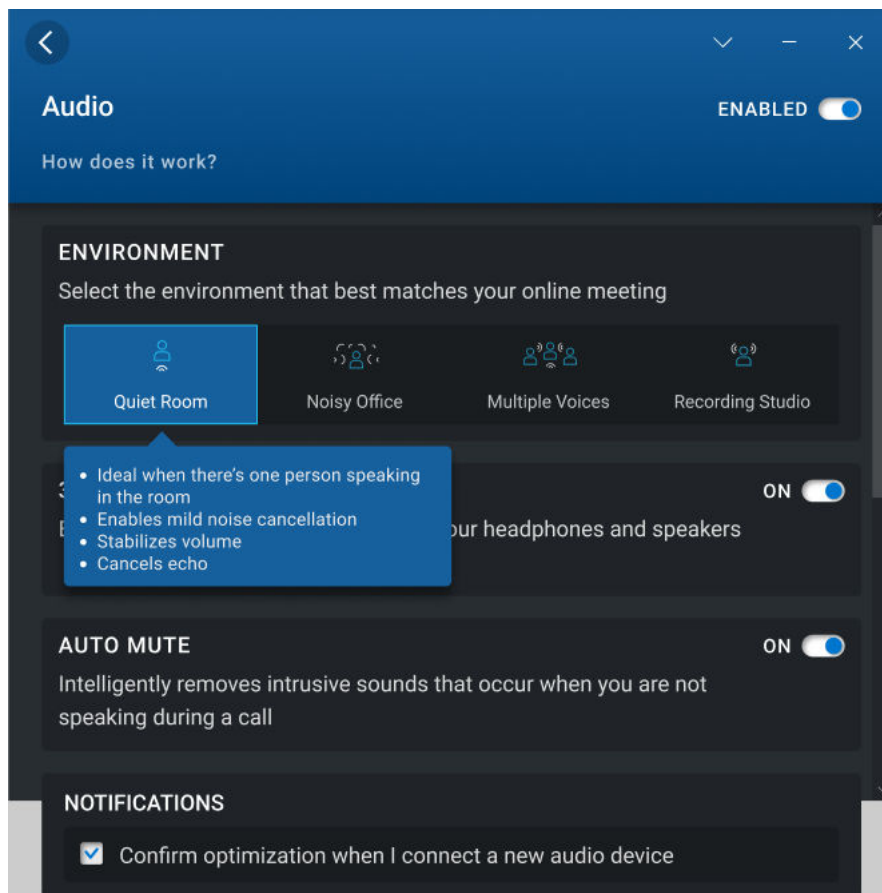 Audio
ENABLED
How does it work?
ENVIRONMENT
Select the environment that best matches your online meeting
Quiet Room
Noisy Office
Multiple Voices
Recording Studio
• Ideal when there's one person speaking
in the room
• Enables mild noise cancellation
• Stabilizes volume
• Cancels echo
ON
headphones and speakers
AUTO MUTE
ON
Intelligently removes intrusive sounds that occur when you are not
speaking during a call
NOTIFICATIONS
Confirm optimization when I connect a new audio device